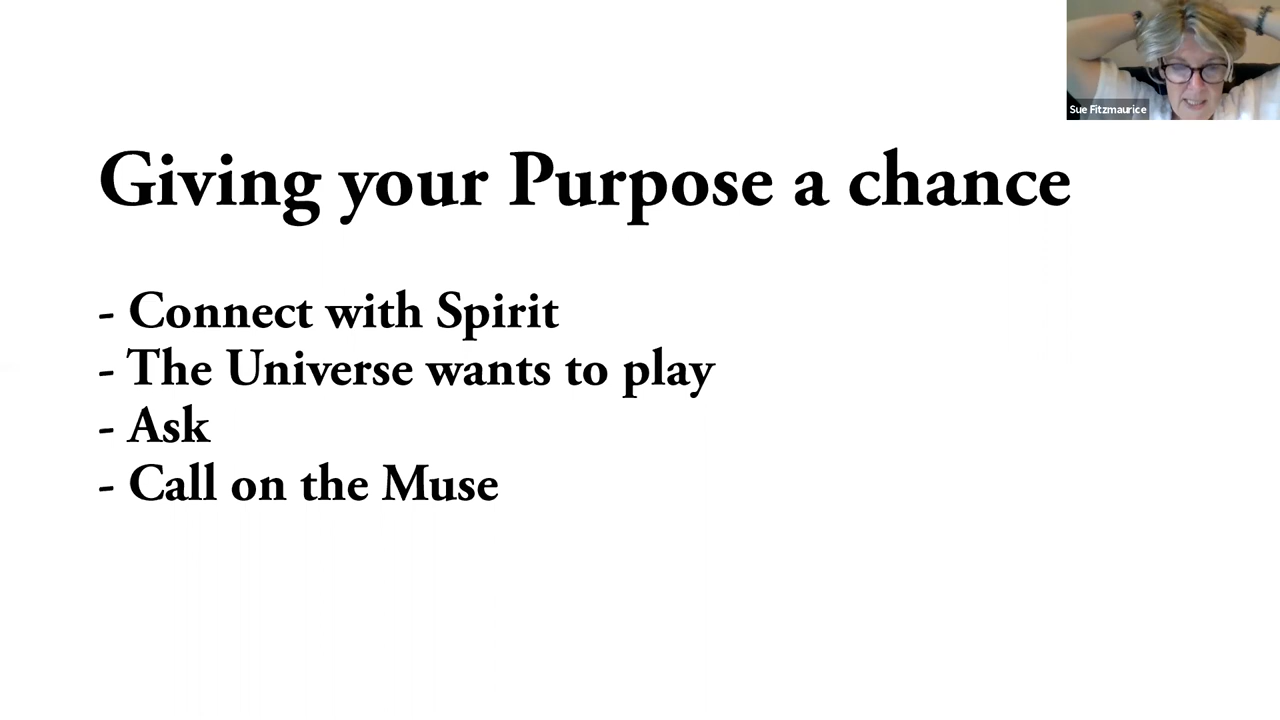 Sue Fitzmaurice
Giving your Purpose a chance
- Connect with Spirit
- The Universe wants to play
- Ask
- Call on the Muse